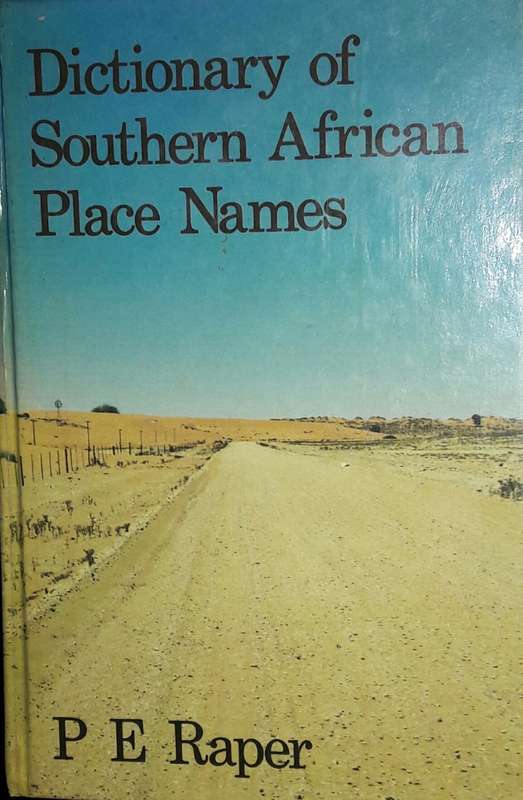 Dictionary of
Southern African
Place Names
P E Raper